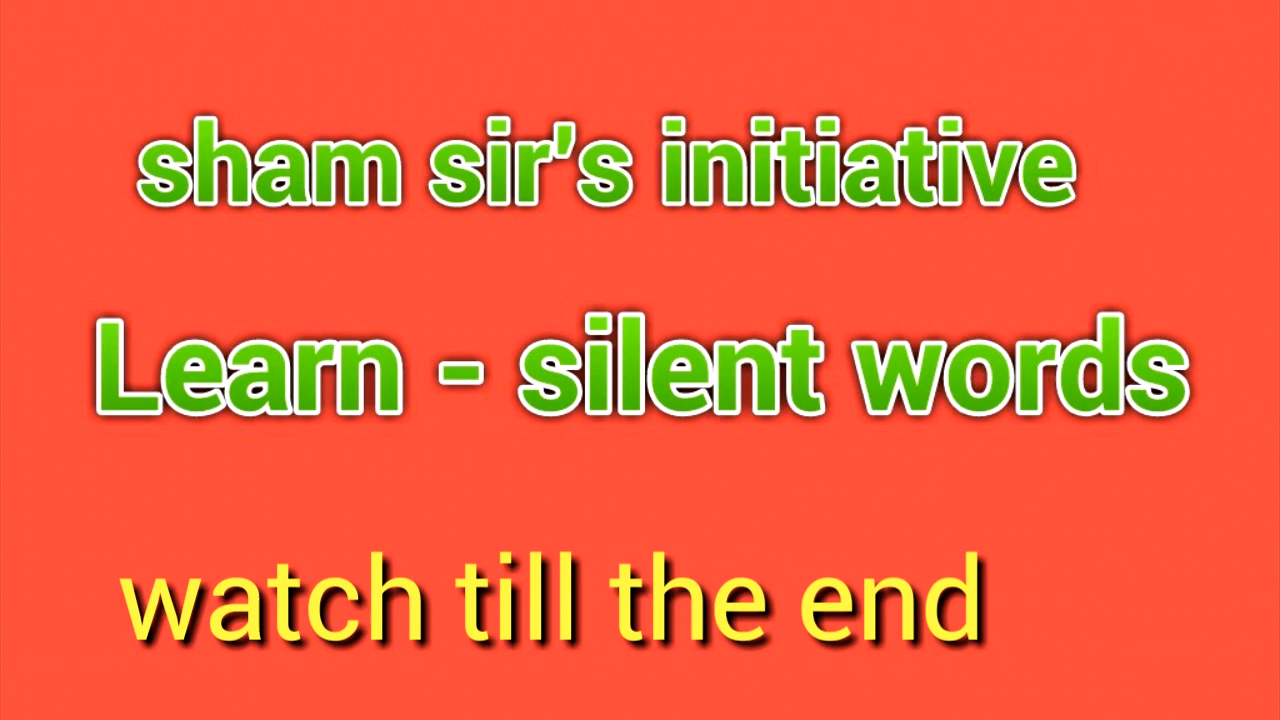 sham sir's initiative
Learn - silent words
watch till the end